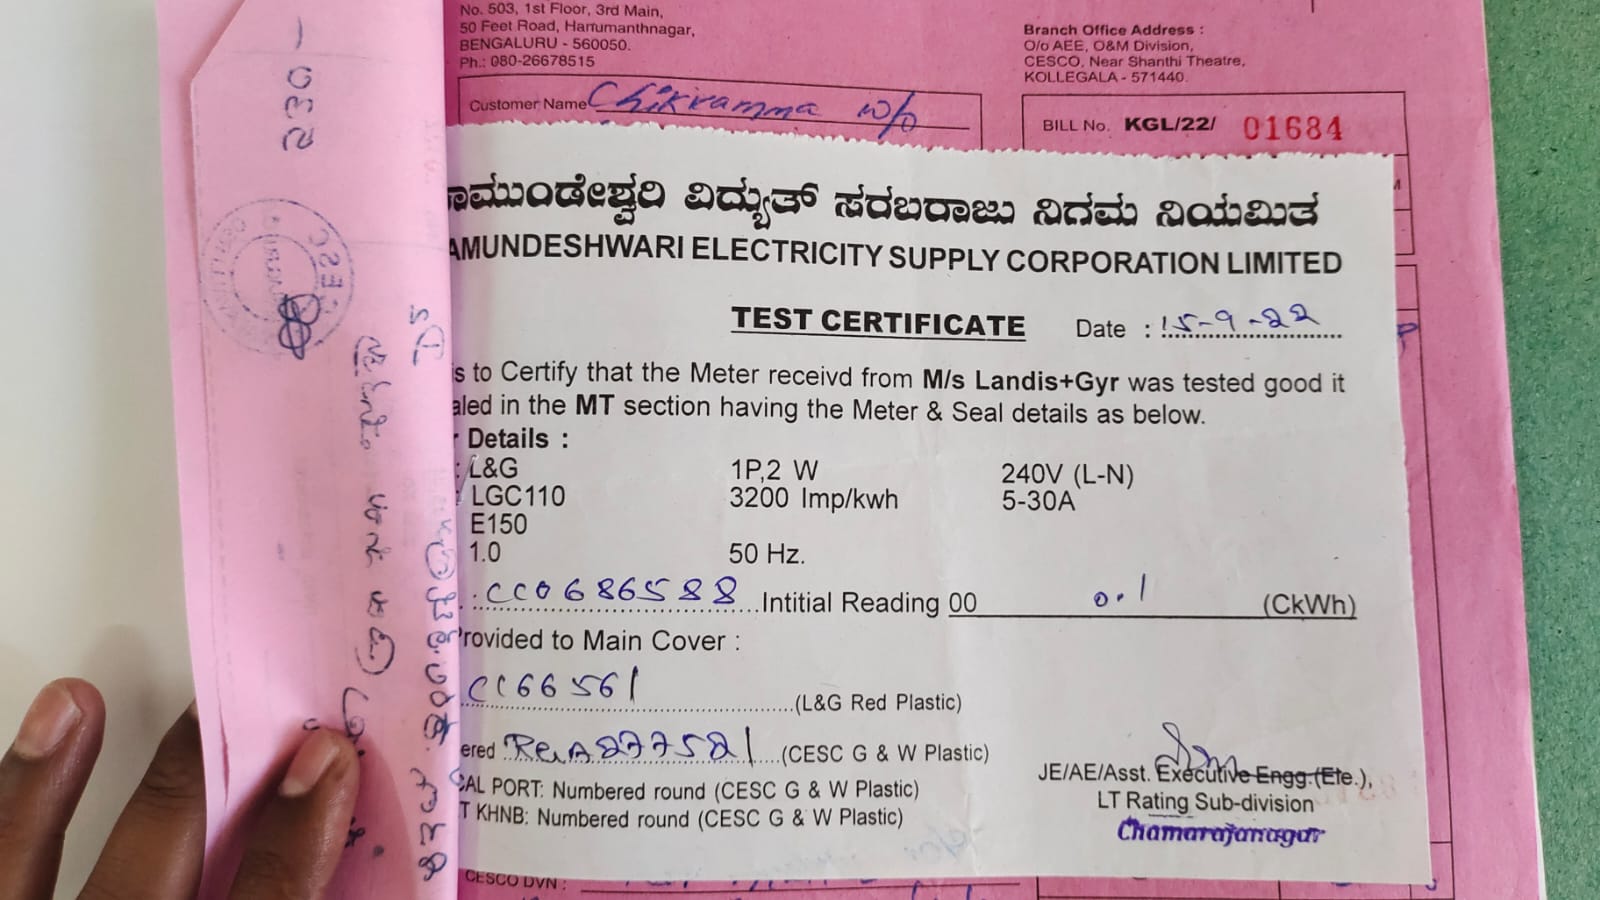 No. 503, 1st Floor, 3rd Main,
50 Feet Road, Hanumanthnagar,
BENGALURU - 560050.
Ph.: 080-26678515
Branch Office Address :
O/o AEE, O&M Division,
CESCO, Near Shanthi Theatre,
KOLLEGALA - 571440.
Customer Name Chikramma w/o
BILL No. KGL/22/ 01684
ಾಮುಂಡೇಶ್ವರಿ ವಿದ್ಯುತ್ ಸರಬರಾಜು ನಿಗಮ ನಿಯಮಿತ
AMUNDESHWARI ELECTRICITY SUPPLY CORPORATION LIMITED
TEST CERTIFICATE Date : 15-9-22
is to Certify that the Meter receivd from M/s Landis+Gyr was tested good it
aled in the MT section having the Meter & Seal details as below.
Details :
L&G 1P,2 W 240V (L-N)
LGC110 3200 Imp/kwh 5-30A
E150
1.0 50 Hz.
CC0686588 Intitial Reading 00 0.1 (CkWh)
Provided to Main Cover :
CC66561 (L&G Red Plastic)
ered 877521 (CESC G & W Plastic)
CAL PORT: Numbered round (CESC G & W Plastic)
T KHNB: Numbered round (CESC G & W Plastic)
JE/AE/Asst. Executive Engg.(Ele.),
LT Rating Sub-division
Chamarajanagar
CESCO DVN :
230